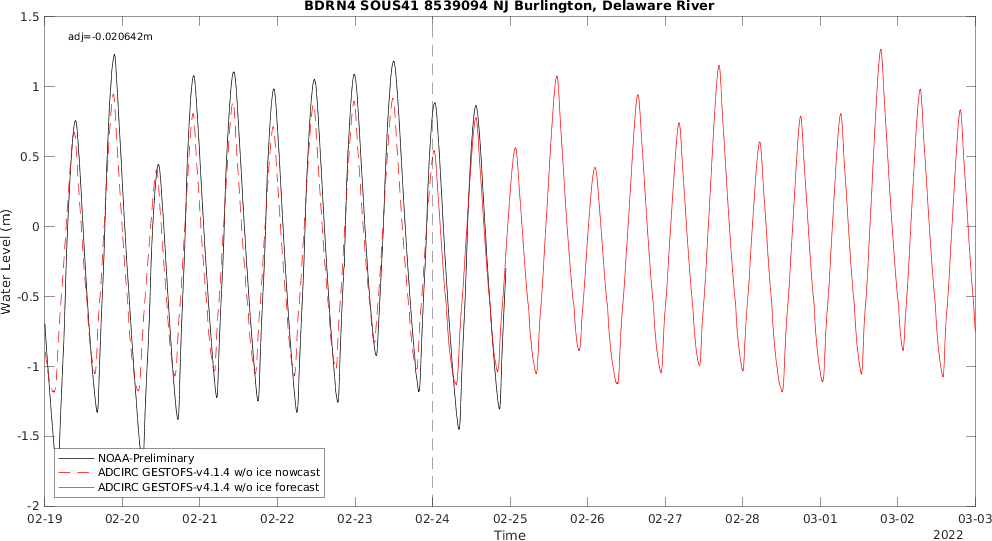 BDRN4 SOUS41 8539094 NJ Burlington, Delaware River
adj=-0.020642m
1.5
1
0.5
0
-0.5
-1
-1.5
-2
Water Level (m)
NOAA-Preliminary
ADCIRC GESTOFS-v4.1.4 w/o ice nowcast
ADCIRC GESTOFS-v4.1.4 w/o ice forecast
02-19 02-20 02-21 02-22 02-23 02-24 02-25 02-26 02-27 02-28 03-01 03-02 03-03
Time
2022